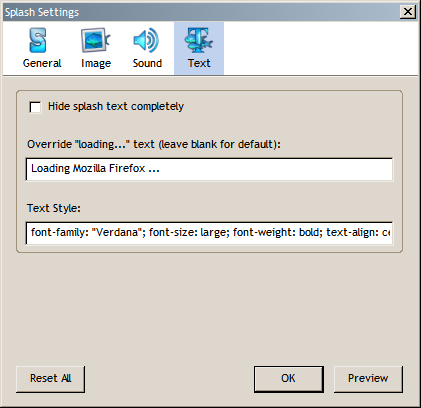 Splash Settings
General Image Sound Text
Hide splash text completely
Override "loading..." text (leave blank for default):
Loading Mozilla Firefox ...
Text Style:
font-family: "Verdana"; font-size: large; font-weight: bold; text-align: ce
Reset All OK Preview